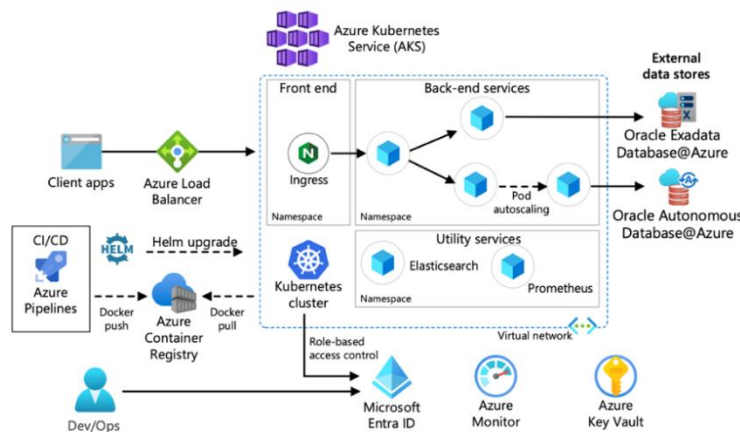 Azure Kubernetes
Service (AKS)
External
data stores
Front end
Back-end services
Oracle Exadata
Database@Azure
Client apps
Azure Load
Balancer
Ingress
Namespace
Namespace
Pod
autoscaling
Oracle Autonomous
Database@Azure
CI/CD
Azure
Pipelines
HELM
Helm upgrade
Kubernetes
cluster
Utility services
Elasticsearch
Prometheus
Namespace
Docker
push
Azure
Container
Registry
Docker
pull
Virtual network
Role-based
access control
Dev/Ops
Microsoft
Entra ID
Azure
Monitor
Azure
Key Vault